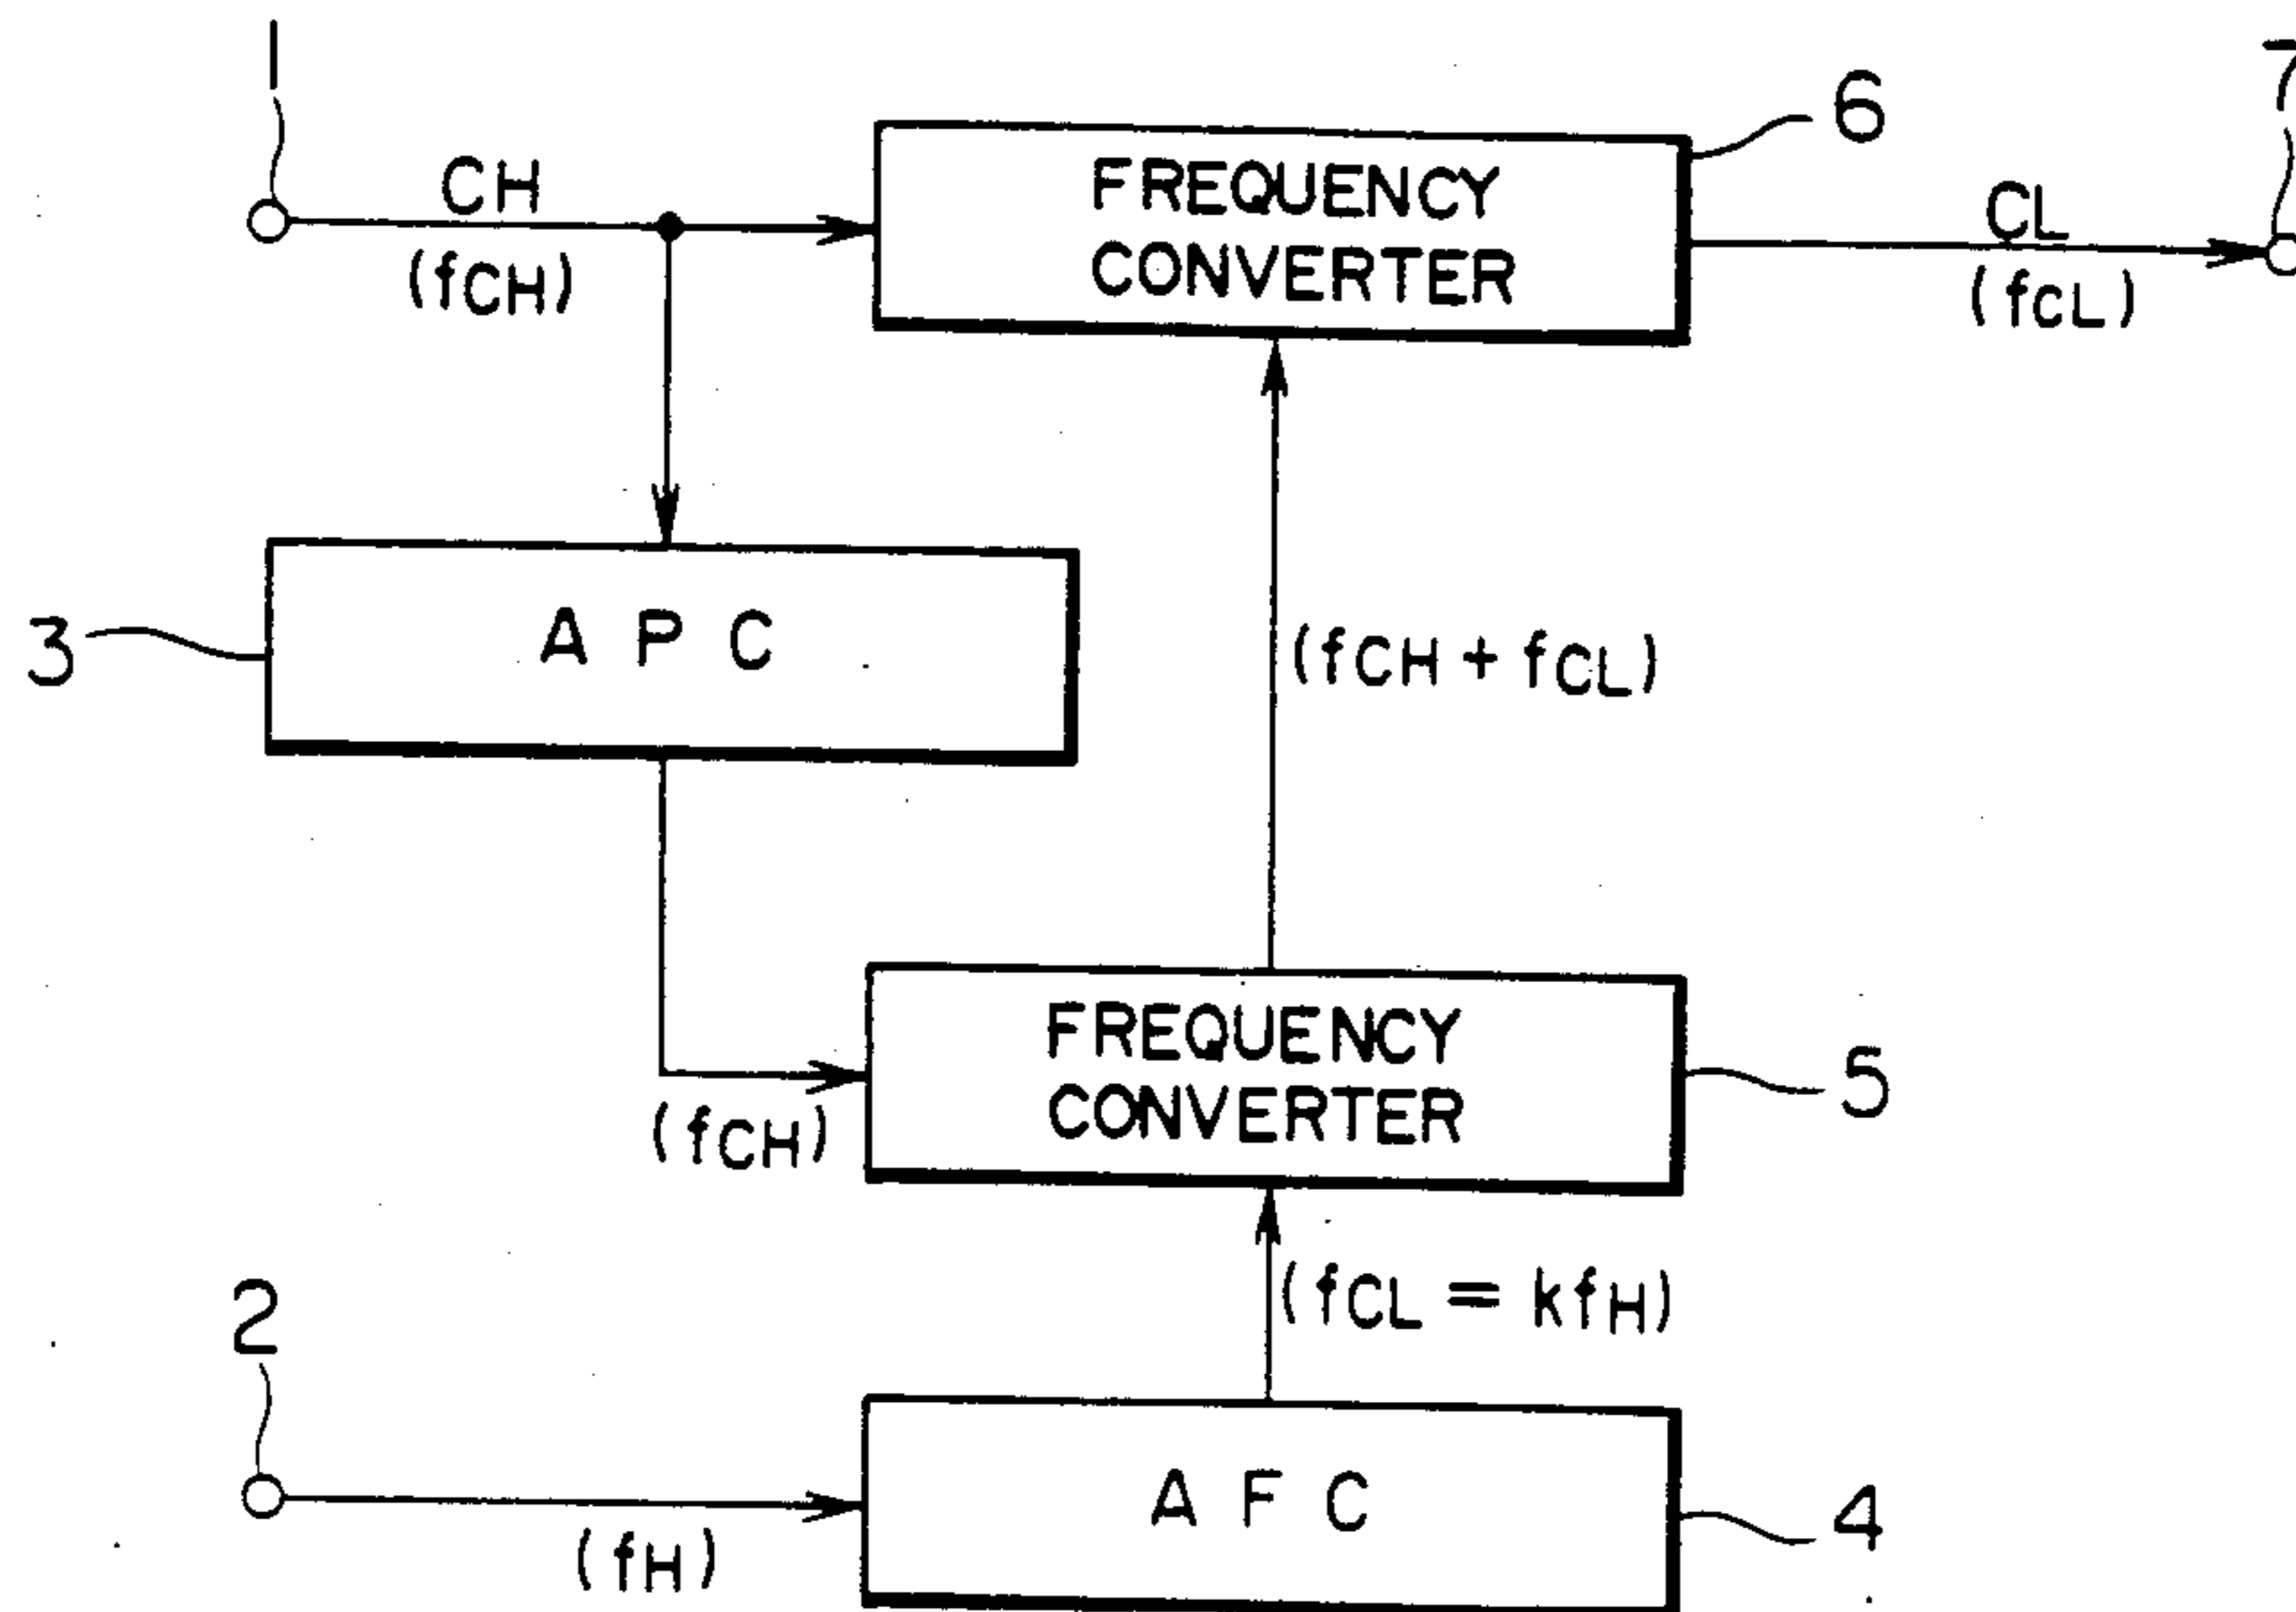 1
7
6
CH
(fCH)
FREQUENCY
CONVERTER
CL
(fCL)
3
A P C
(fCH + fCL)
FREQUENCY
CONVERTER
5
(fCH)
2
(fCL = kfH)
A F C
4
(fH)